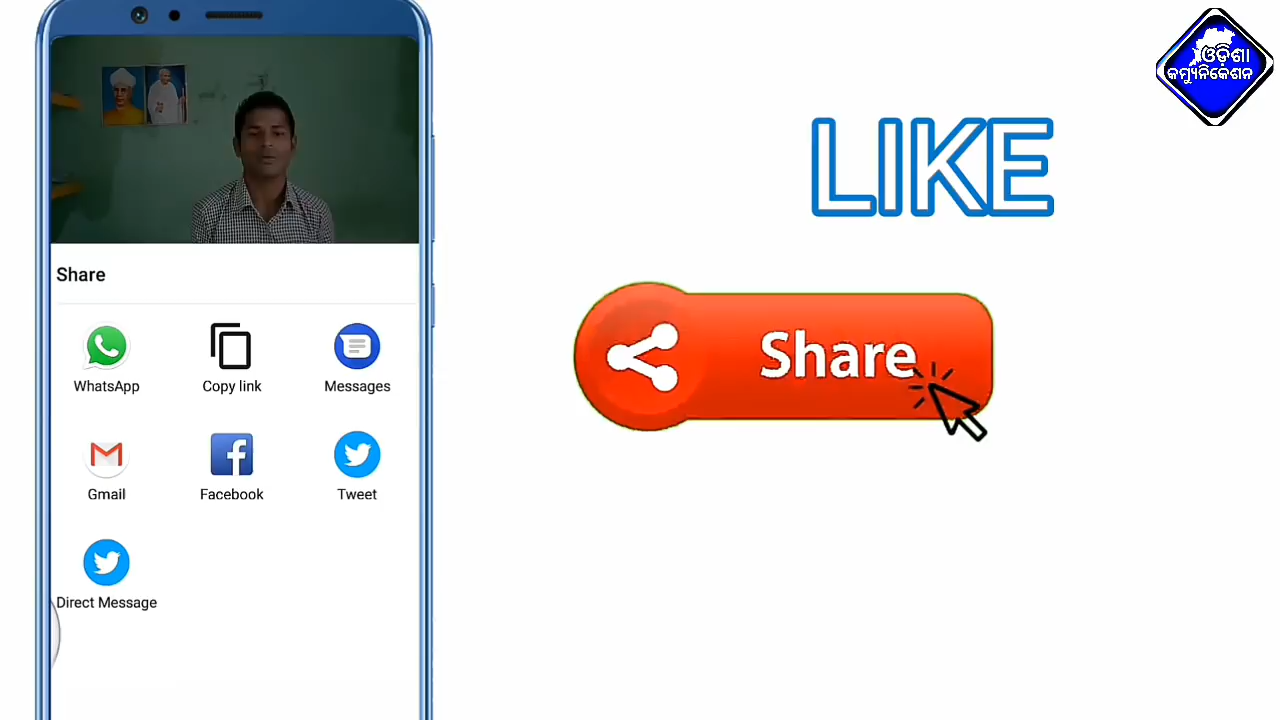 ଓଡ଼ିଶା
କମ୍ୟୁନିକେଶନ
LIKE
Share
Share
WhatsApp
Copy link
Messages
Gmail
Facebook
Tweet
Direct Message